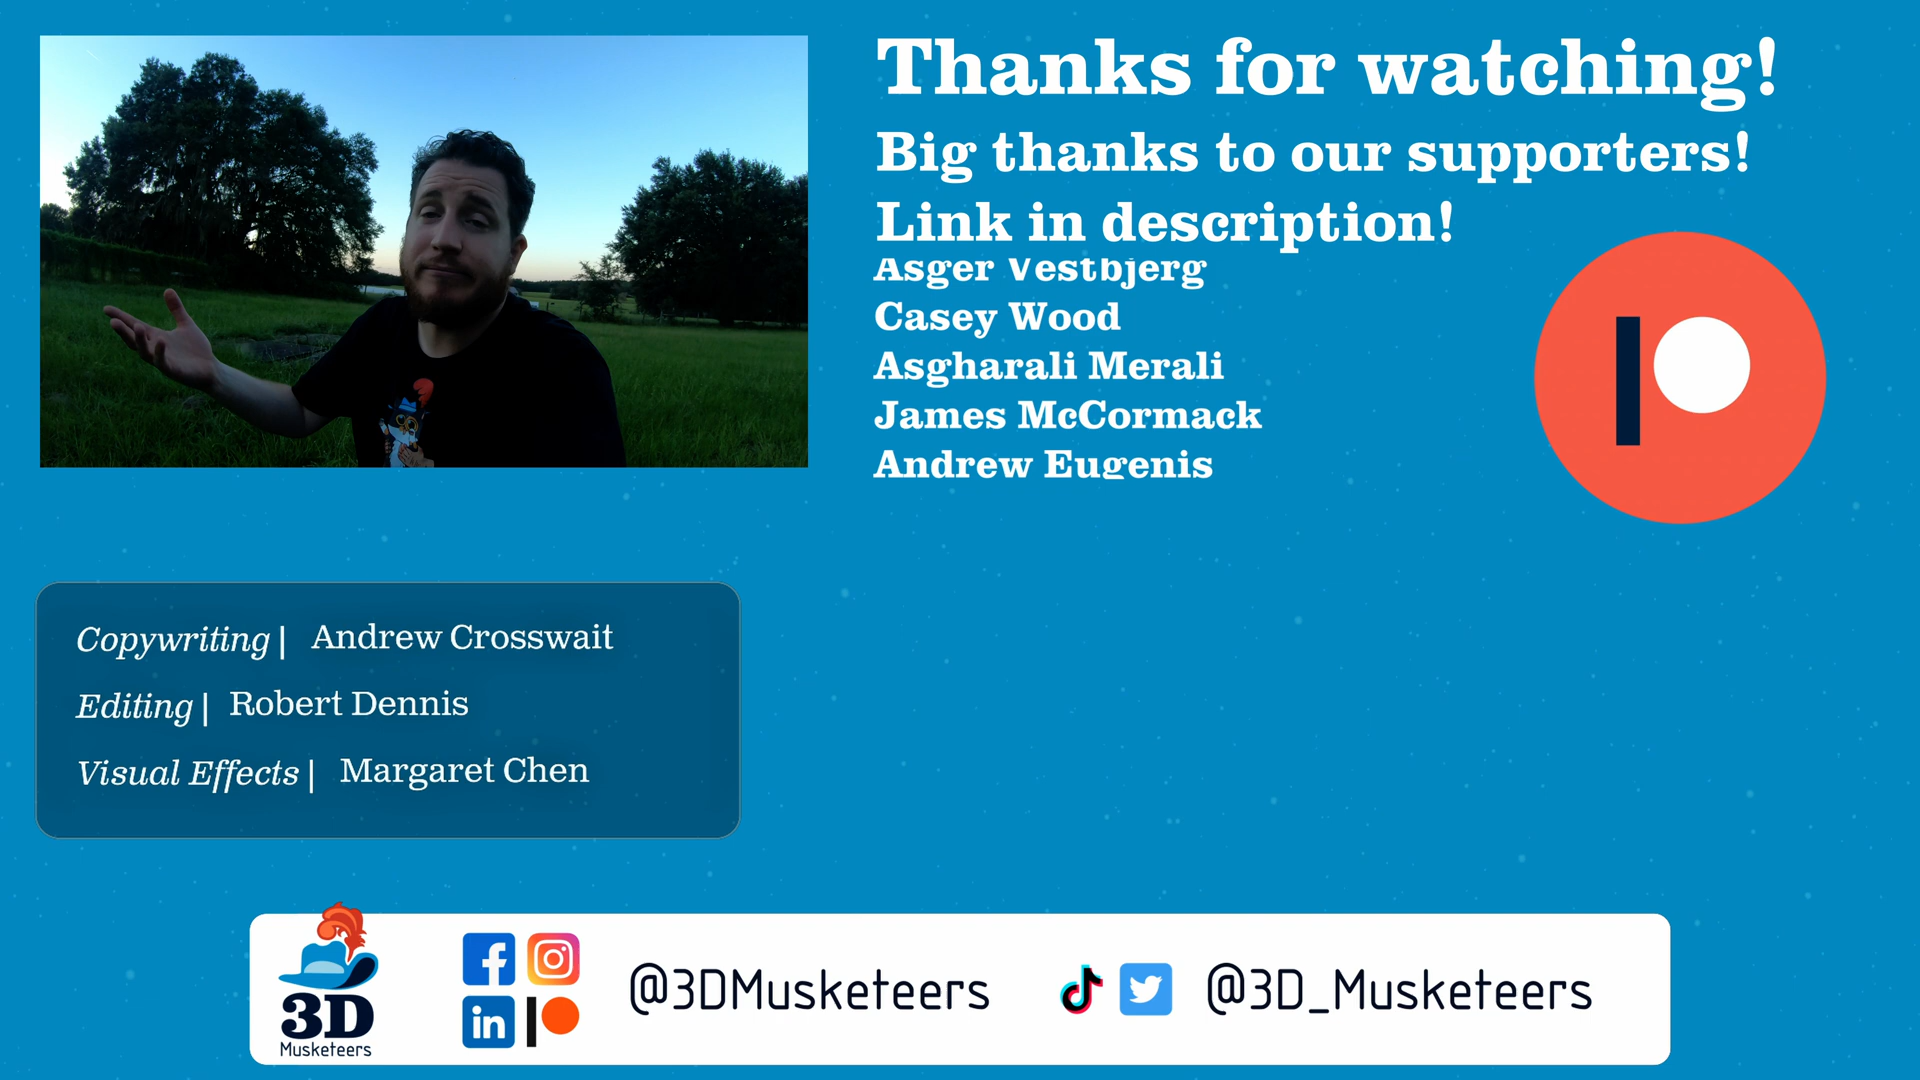 Thanks for watching!
Big thanks to our supporters!
Link in description!
Asger Vestbjerg
Casey Wood
Asgharali Merali
James McCormack
Andrew Eugenis
Copywriting | Andrew Crosswait
Editing | Robert Dennis
Visual Effects | Margaret Chen
3D
Musketeers
@3DMusketeers
@3D_Musketeers